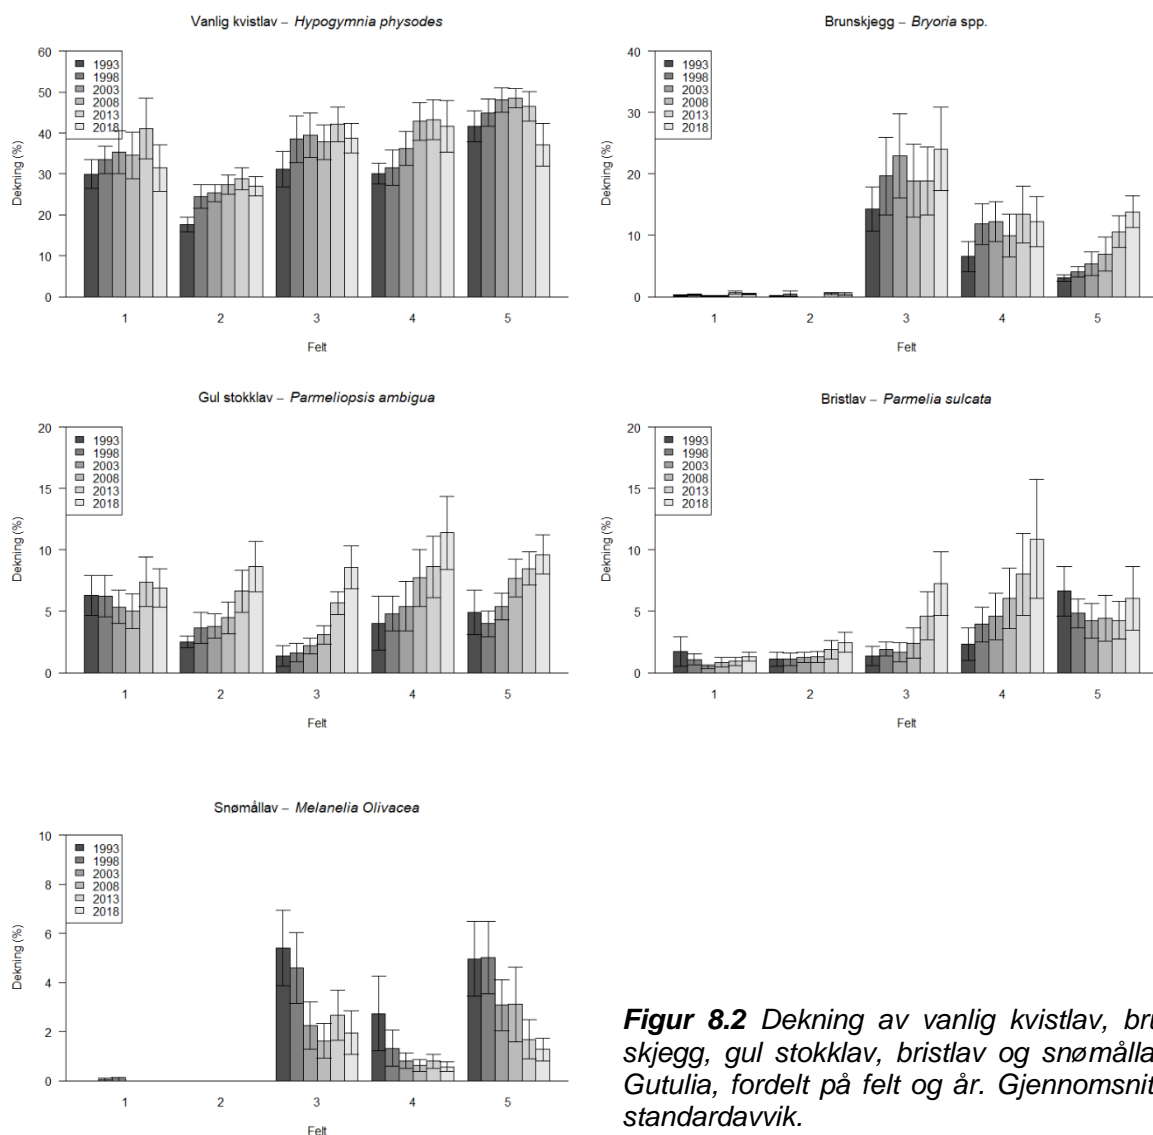 Vanlig kvistlav – Hypogymnia physodes
Dekning (%)
60
50
40
30
20
10
0
1993
1998
2003
2008
2013
2018
1 2 3 4 5
Felt
Brunskjegg – Bryoria spp.
Dekning (%)
40
30
20
10
0
1993
1998
2003
2008
2013
2018
1 2 3 4 5
Felt
Gul stokklav – Parmeliopsis ambigua
Dekning (%)
20
15
10
5
0
1993
1998
2003
2008
2013
2018
1 2 3 4 5
Felt
Bristlav – Parmelia sulcata
Dekning (%)
20
15
10
5
0
1993
1998
2003
2008
2013
2018
1 2 3 4 5
Felt
Snømållav – Melanelia Olivacea
Dekning (%)
10
8
6
4
2
0
1993
1998
2003
2008
2013
2018
1 2 3 4 5
Felt
Figur 8.2 Dekning av vanlig kvistlav,
skjegg, gul stokklav, bristlav og
Gutulia, fordelt på felt og år.
standardavvik.